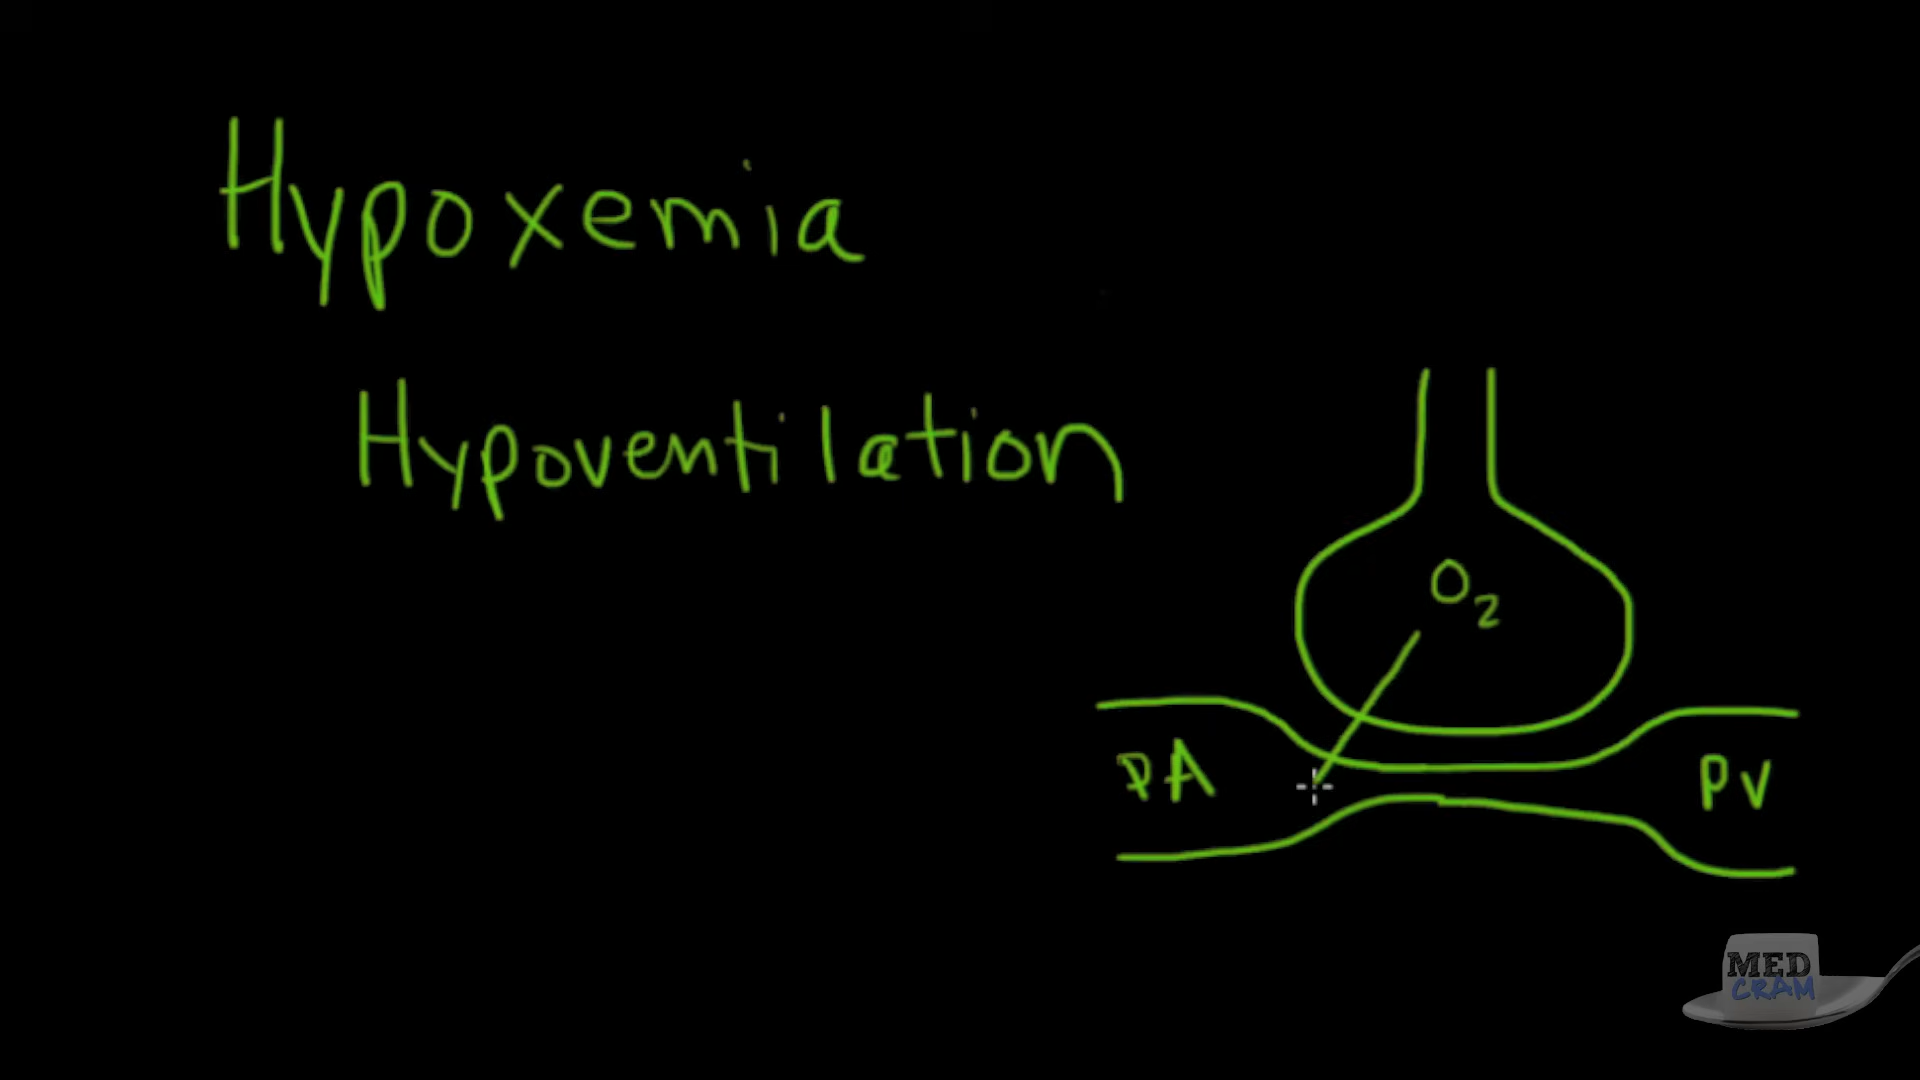 Hypoxemia
Hypoventilation
O2
PA
PV
MED
CRAM